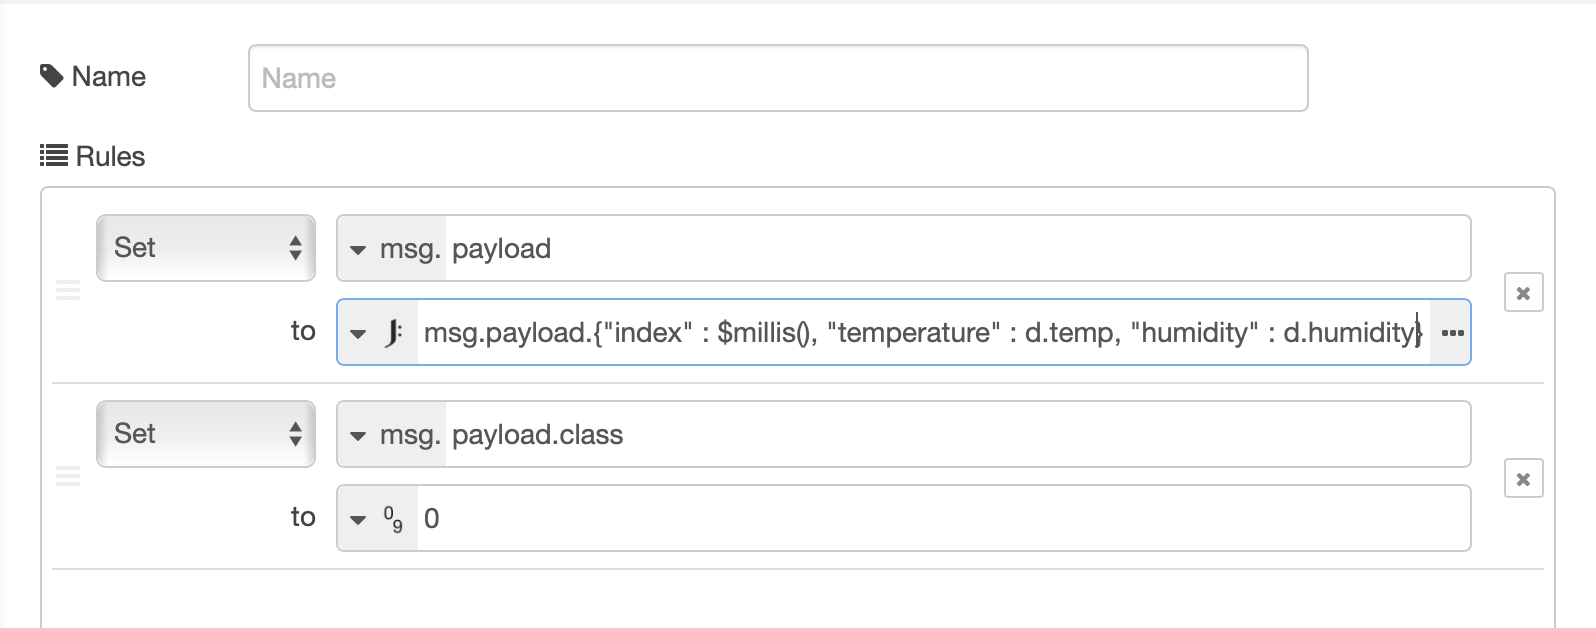 Name
Name
Rules
Set
msg. payload
to
J: msg.payload.{"index" : $millis(), "temperature" : d.temp, "humidity" : d.humidity}
Set
msg. payload.class
to
09 0